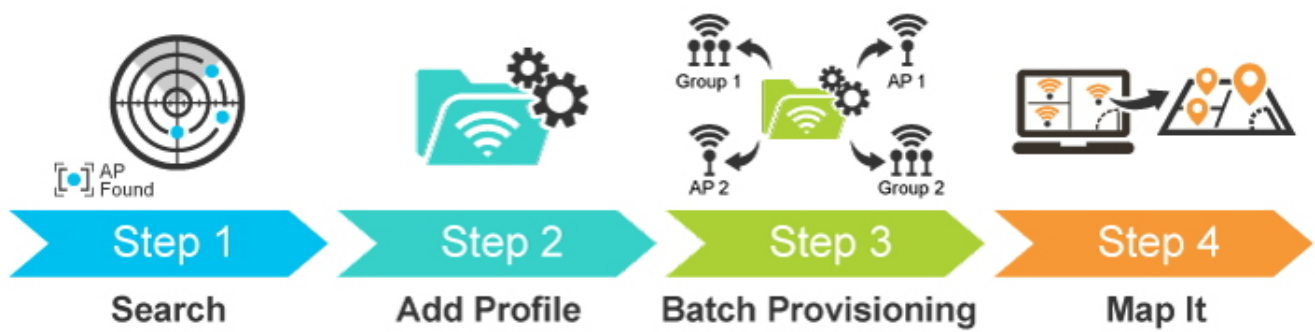 Group 1
AP 1
AP
Found
AP 2
Group 2
Step 1
Step 2
Step 3
Step 4
Search
Add Profile
Batch Provisioning
Map It